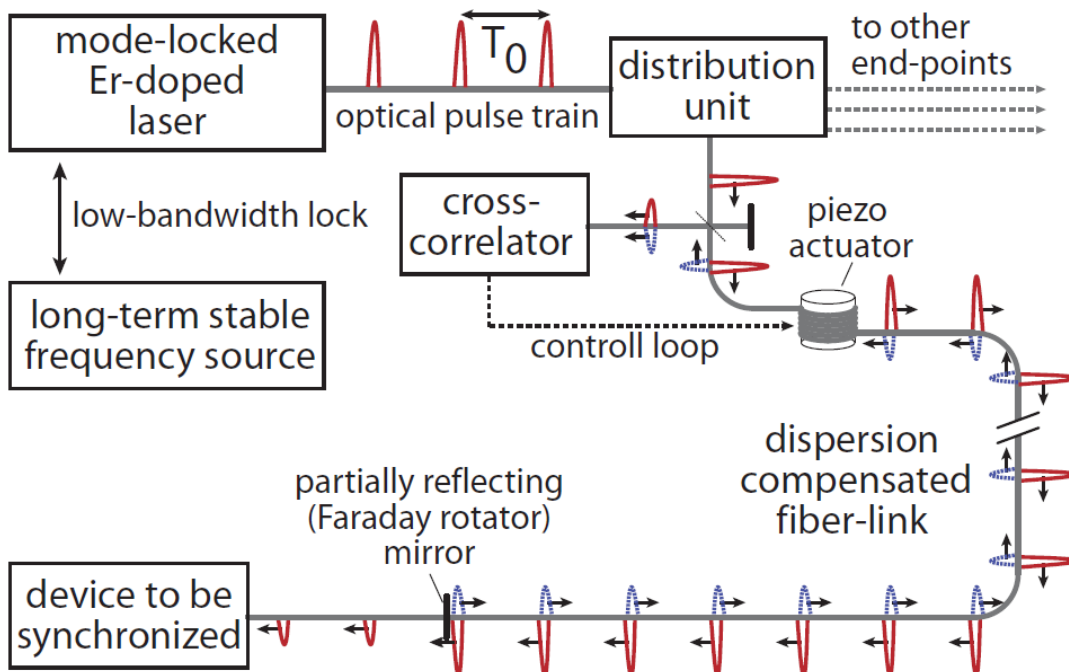 mode-locked
Er-doped
laser
T0
optical pulse train
distribution
unit
to other
end-points
low-bandwidth lock
cross-
correlator
piezo
actuator
long-term stable
frequency source
controll loop
dispersion
compensated
fiber-link
partially reflecting
(Faraday rotator)
mirror
device to be
synchronized